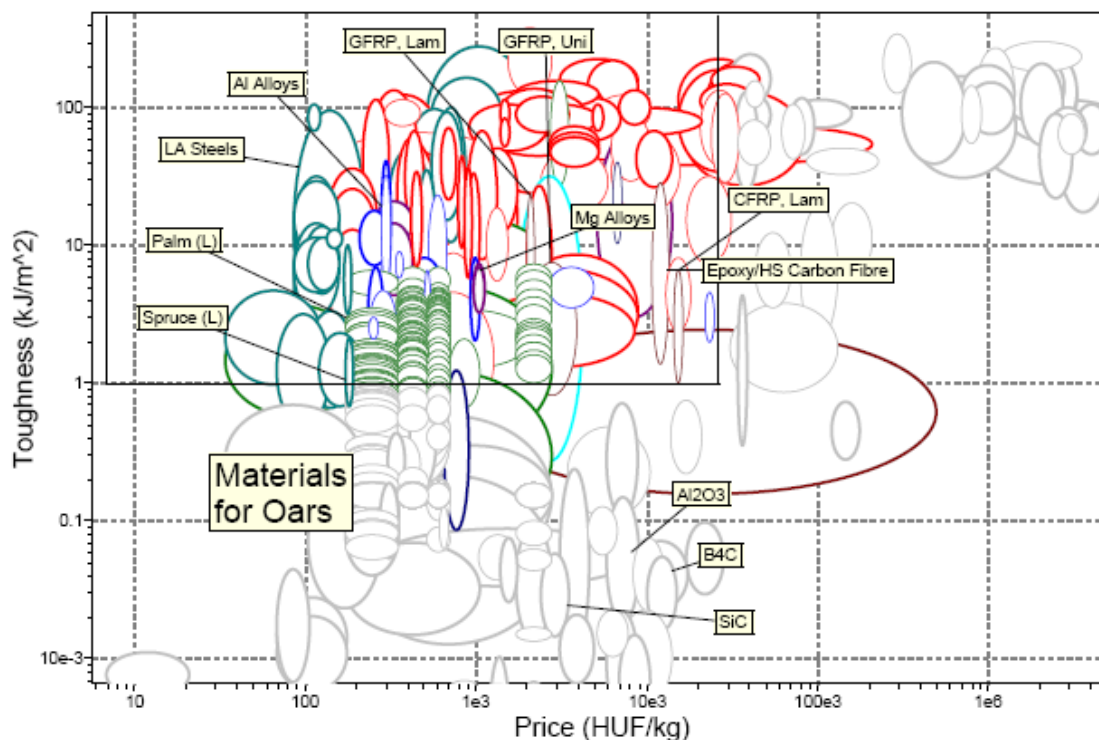 GFRP, Lam
GFRP, Uni
Al Alloys
LA Steels
Palm (L)
Spruce (L)
Mg Alloys
CFRP, Lam
Epoxy/HS Carbon Fibre
Materials
for Oars
Al2O3
B4C
SiC
Toughness (kJ/m^2)
100
10
1
0.1
10e-3
10
100
1e3
10e3
100e3
1e6
Price (HUF/kg)